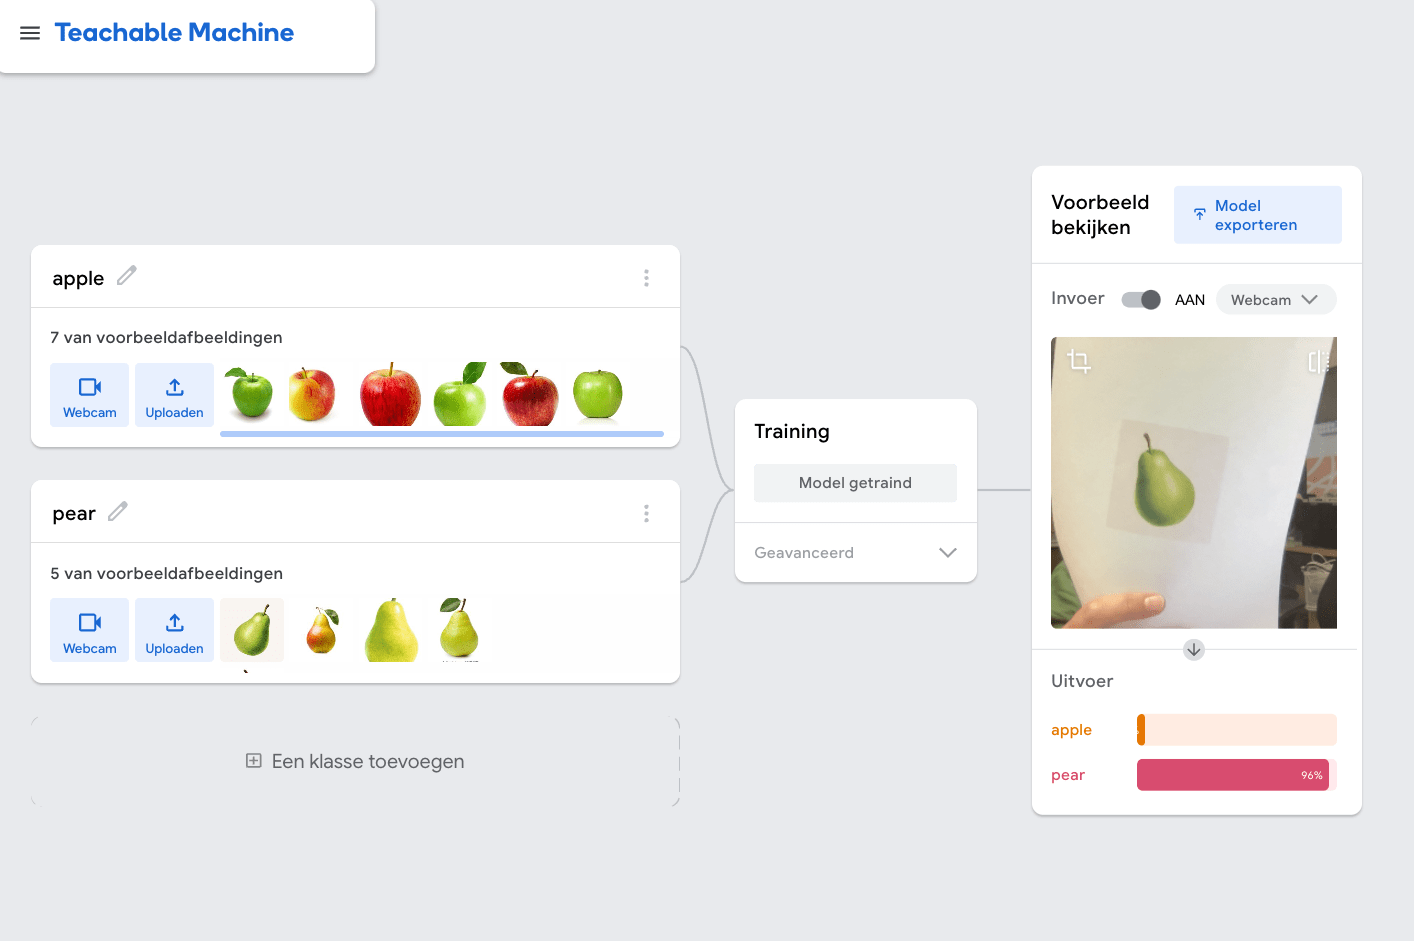 Teachable Machine
apple
7 van voorbeeldafbeeldingen
Webcam
Uploaden
pear
5 van voorbeeldafbeeldingen
Webcam
Uploaden
Een klasse toevoegen
Training
Model getraind
Geavanceerd
Voorbeeld
bekijken
Model
exporteren
Invoer
AAN
Webcam
Uitvoer
apple
pear
96%